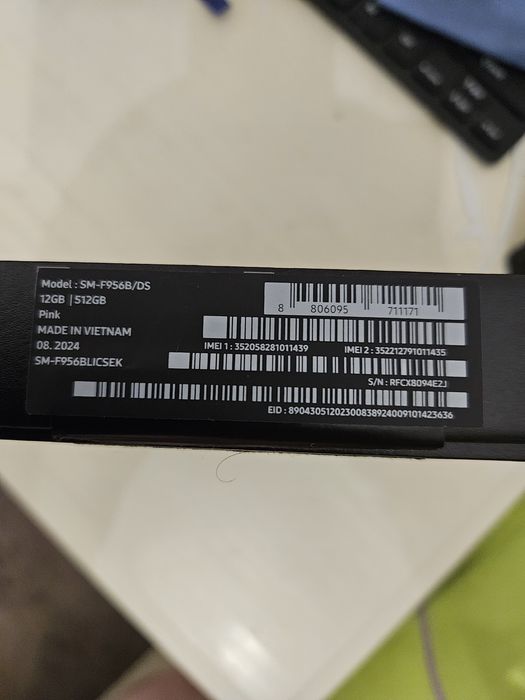 Model : SM-F956B/DS
12GB | 512GB
Pink
MADE IN VIETNAM
08. 2024
SM-F956BLICSEK
8 806095 711171
IMEI 1 : 352058281011439 IMEI 2 : 352212791011435
S/N : RFCX8094E2J
EID : 89043051202300838924009101423636